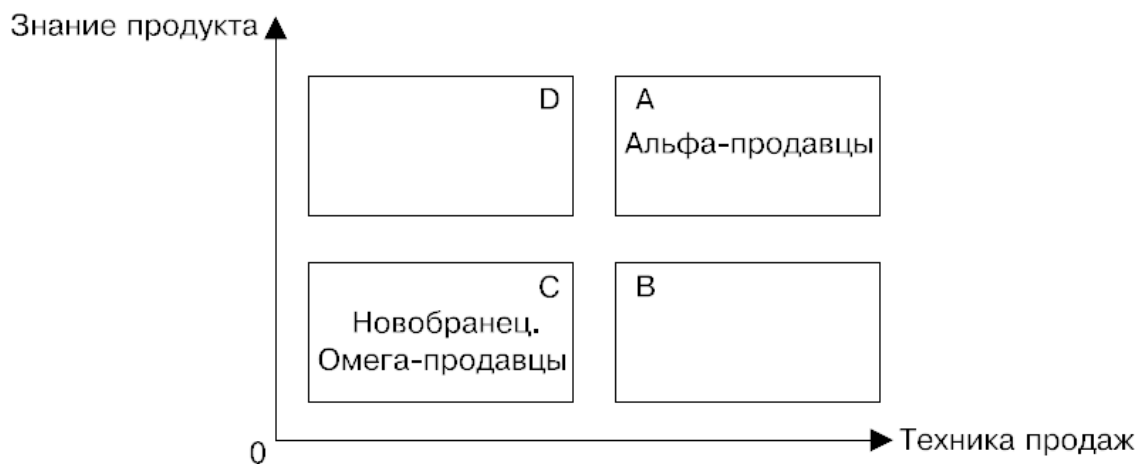 Знание продукта
D
A
Альфа-продавцы
C
Новобранец.
Омега-продавцы
B
0
Техника продаж